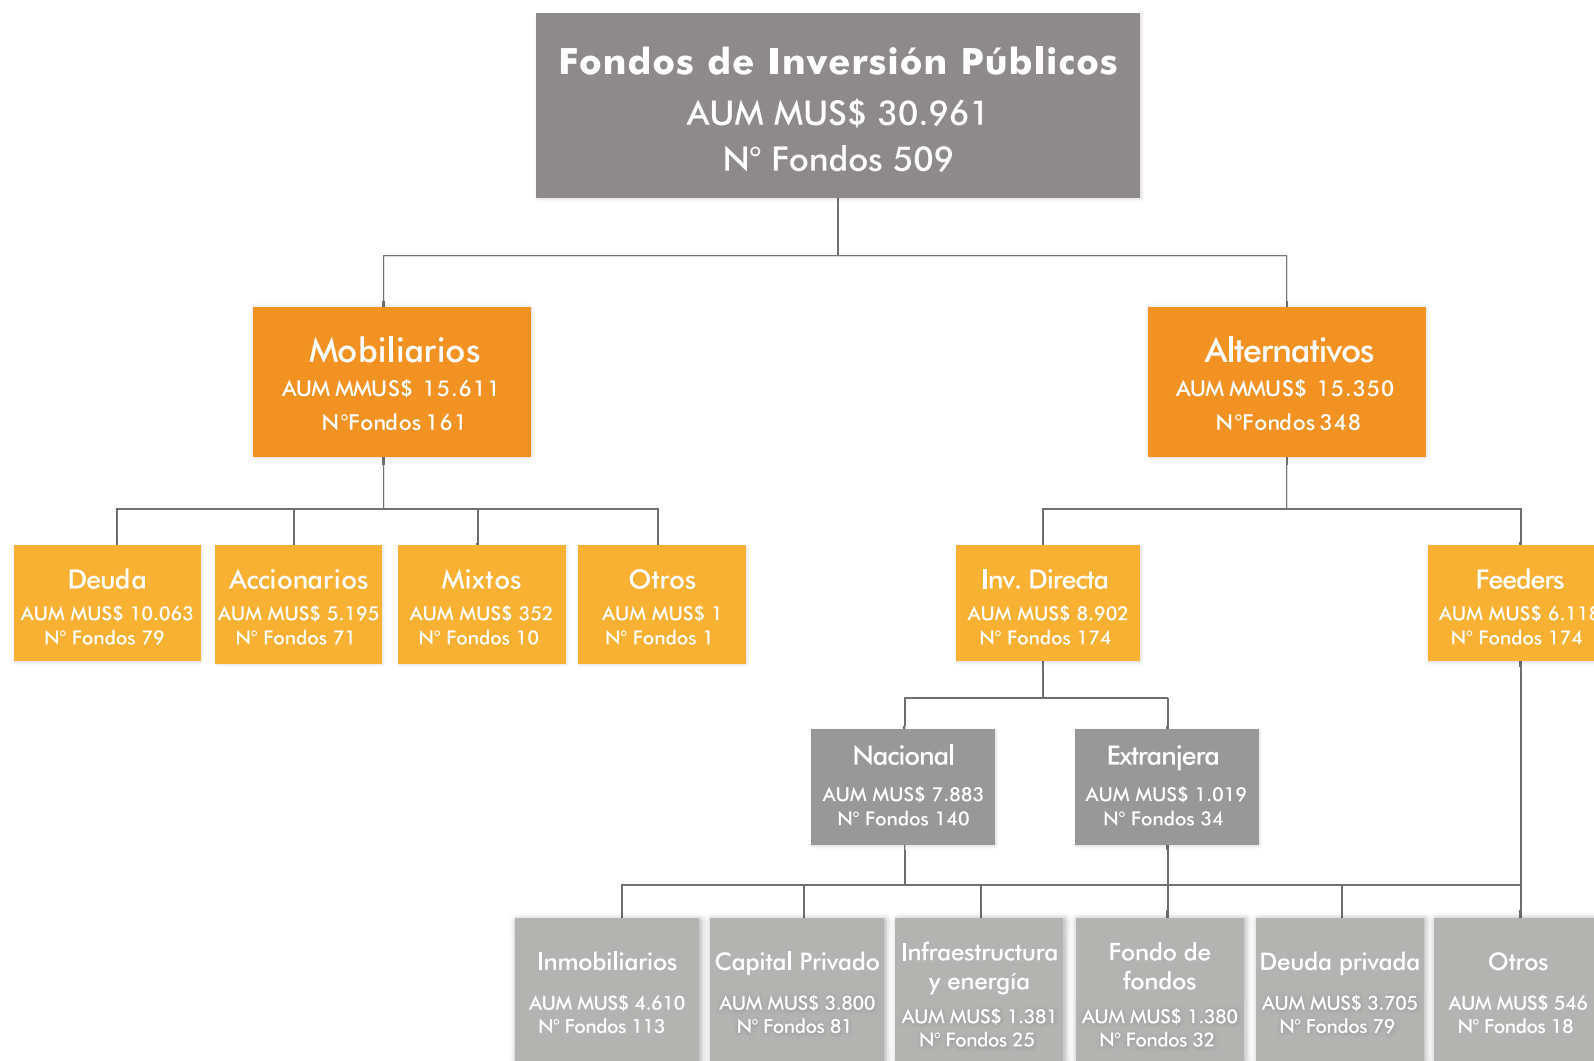 Fondos de Inversión Públicos
AUM MUS$ 30.961
N° Fondos 509
Mobiliarios
AUM MMUS$ 15.611
N°Fondos 161
Alternativos
AUM MMUS$ 15.350
N°Fondos 348
Deuda
AUM MUS$ 10.063
N° Fondos 79
Accionarios
AUM MUS$ 5.195
N° Fondos 71
Mixtos
AUM MUS$ 352
N° Fondos 10
Otros
AUM MUS$ 1
N° Fondos 1
Inv. Directa
AUM MUS$ 8.902
N° Fondos 174
Feeders
AUM MUS$ 6.118
N° Fondos 174
Nacional
AUM MUS$ 7.883
N° Fondos 140
Extranjera
AUM MUS$ 1.019
N° Fondos 34
Inmobiliarios
AUM MUS$ 4.610
N° Fondos 113
Capital Privado
AUM MUS$ 3.800
N° Fondos 81
Infraestructura
y energía
AUM MUS$ 1.381
N° Fondos 25
Fondo de
fondos
AUM MUS$ 1.380
N° Fondos 32
Deuda privada
AUM MUS$ 3.705
N° Fondos 79
Otros
AUM MUS$ 546
N° Fondos 18